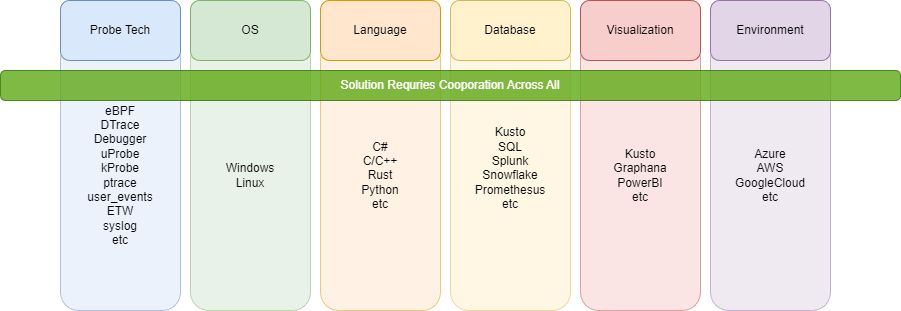 Probe Tech
OS
Language
Database
Visualization
Environment
Solution Requries Cooporation Across All
eBPF
DTrace
Debugger
uProbe
kProbe
ptrace
user_events
ETW
syslog
etc
Windows
Linux
C#
C/C++
Rust
Python
etc
Kusto
SQL
Splunk
Snowflake
Promethesus
etc
Kusto
Graphana
PowerBI
etc
Azure
AWS
GoogleCloud
etc